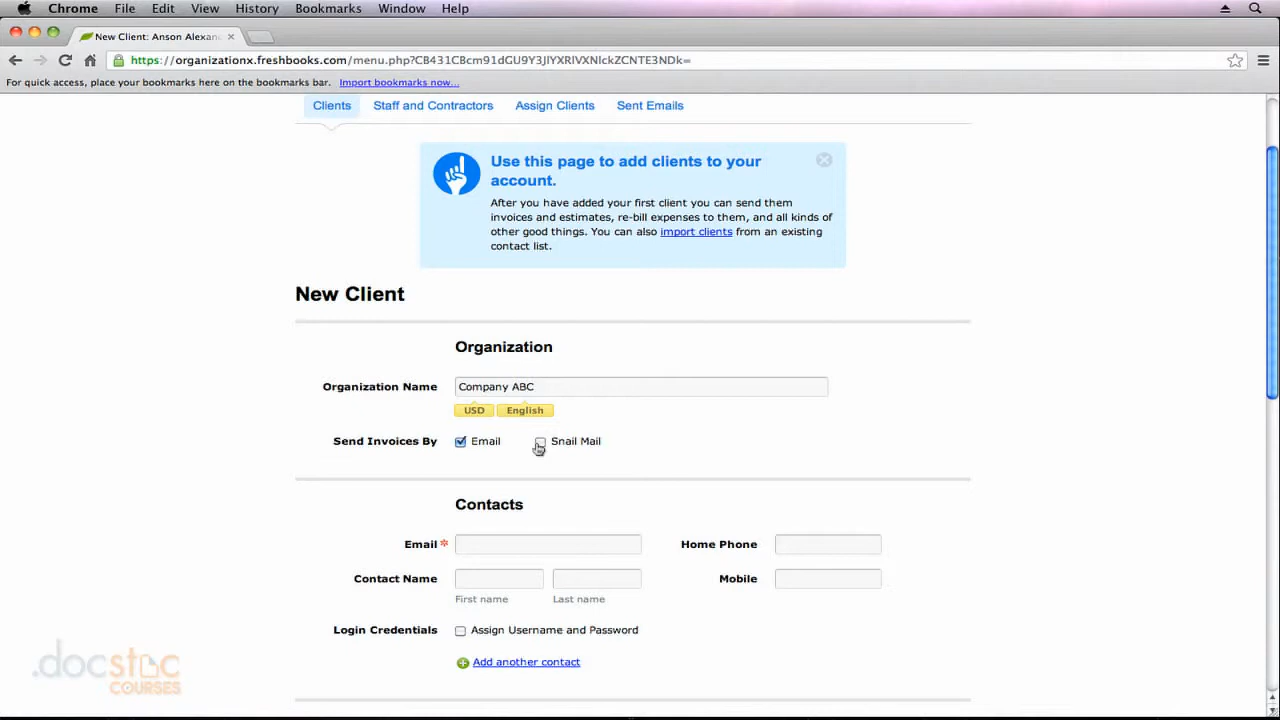 Chrome File Edit View History Bookmarks Window Help
New Client: Anson Alexan
https://organizationx.freshbooks.com/menu.php?CB431CBcm91dGU9Y3JlYXRlVXNlckZCNTE3NDk=
For quick access, place your bookmarks here on the bookmarks bar. Import bookmarks now...
Clients Staff and Contractors Assign Clients Sent Emails
Use this page to add clients to your
account.
After you have added your first client you can send them
invoices and estimates, re-bill expenses to them, and all kinds of
other good things. You can also import clients from an existing
contact list.
New Client
Organization
Organization Name Company ABC
USD English
Send Invoices By Email Snail Mail
Contacts
Email * Home Phone
Contact Name Mobile
First name Last name
Login Credentials Assign Username and Password
Add another contact
.docstoc
COURSES